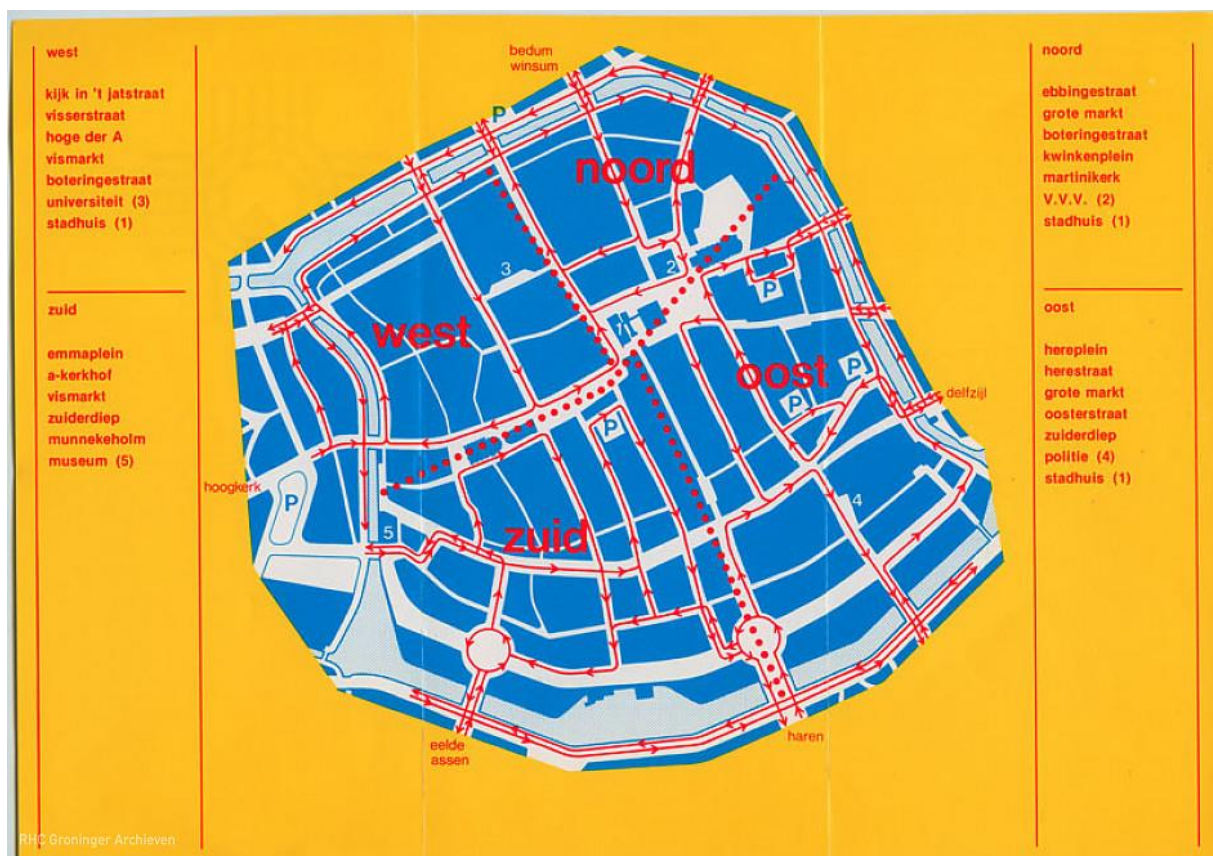 west
kijk in 't jatstraat
visserstraat
hoge der A
vismarkt
boteringestraat
universiteit (3)
stadhuis (1)
zuid
emmaplein
a-kerkhof
vismarkt
zuiderdiep
munnekeholm
museum (5)
bedum
winsum
P
noord
3
2
P
1
west
oost
P
P
P
delfzijl
hoogkerk
P
5
zuid
4
eelde
assen
haren
noord
ebbingestraat
grote markt
boteringestraat
kwinkenplein
martinikerk
V.V.V. (2)
stadhuis (1)
oost
hereplein
herestraat
grote markt
oosterstraat
zuiderdiep
politie (4)
stadhuis (1)
RHC Groninger Archieven